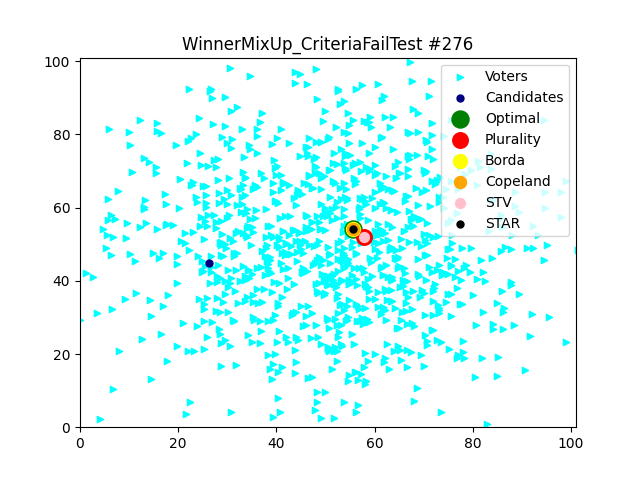 WinnerMixUp_CriteriaFailTest #276
100
80
60
40
20
0
0
20
40
60
80
100
Voters
Candidates
Optimal
Plurality
Borda
Copeland
STV
STAR